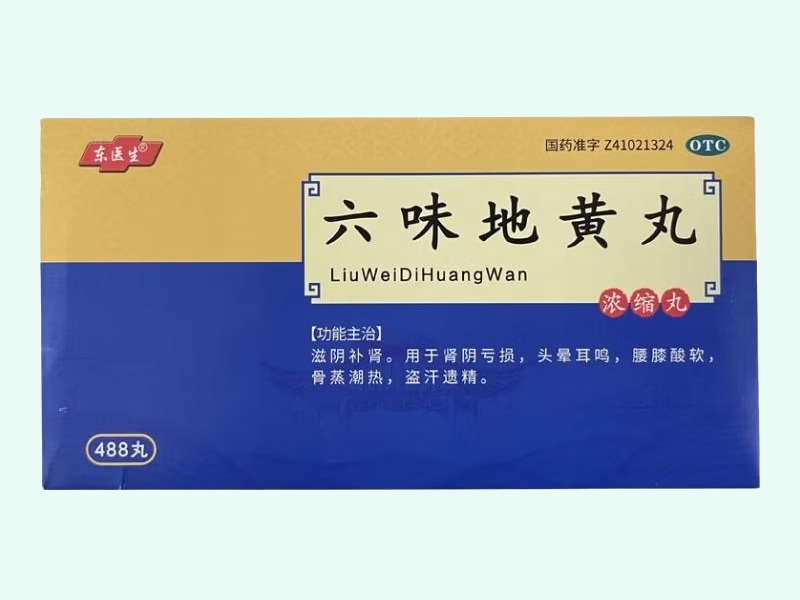 东医生®
国药准字 Z41021324 OTC
六味地黄丸
LiuWeiDiHuangWan
浓缩丸
【功能主治】
滋阴补肾。用于肾阴亏损，头晕耳鸣，腰膝酸软，
骨蒸潮热，盗汗遗精。
488丸